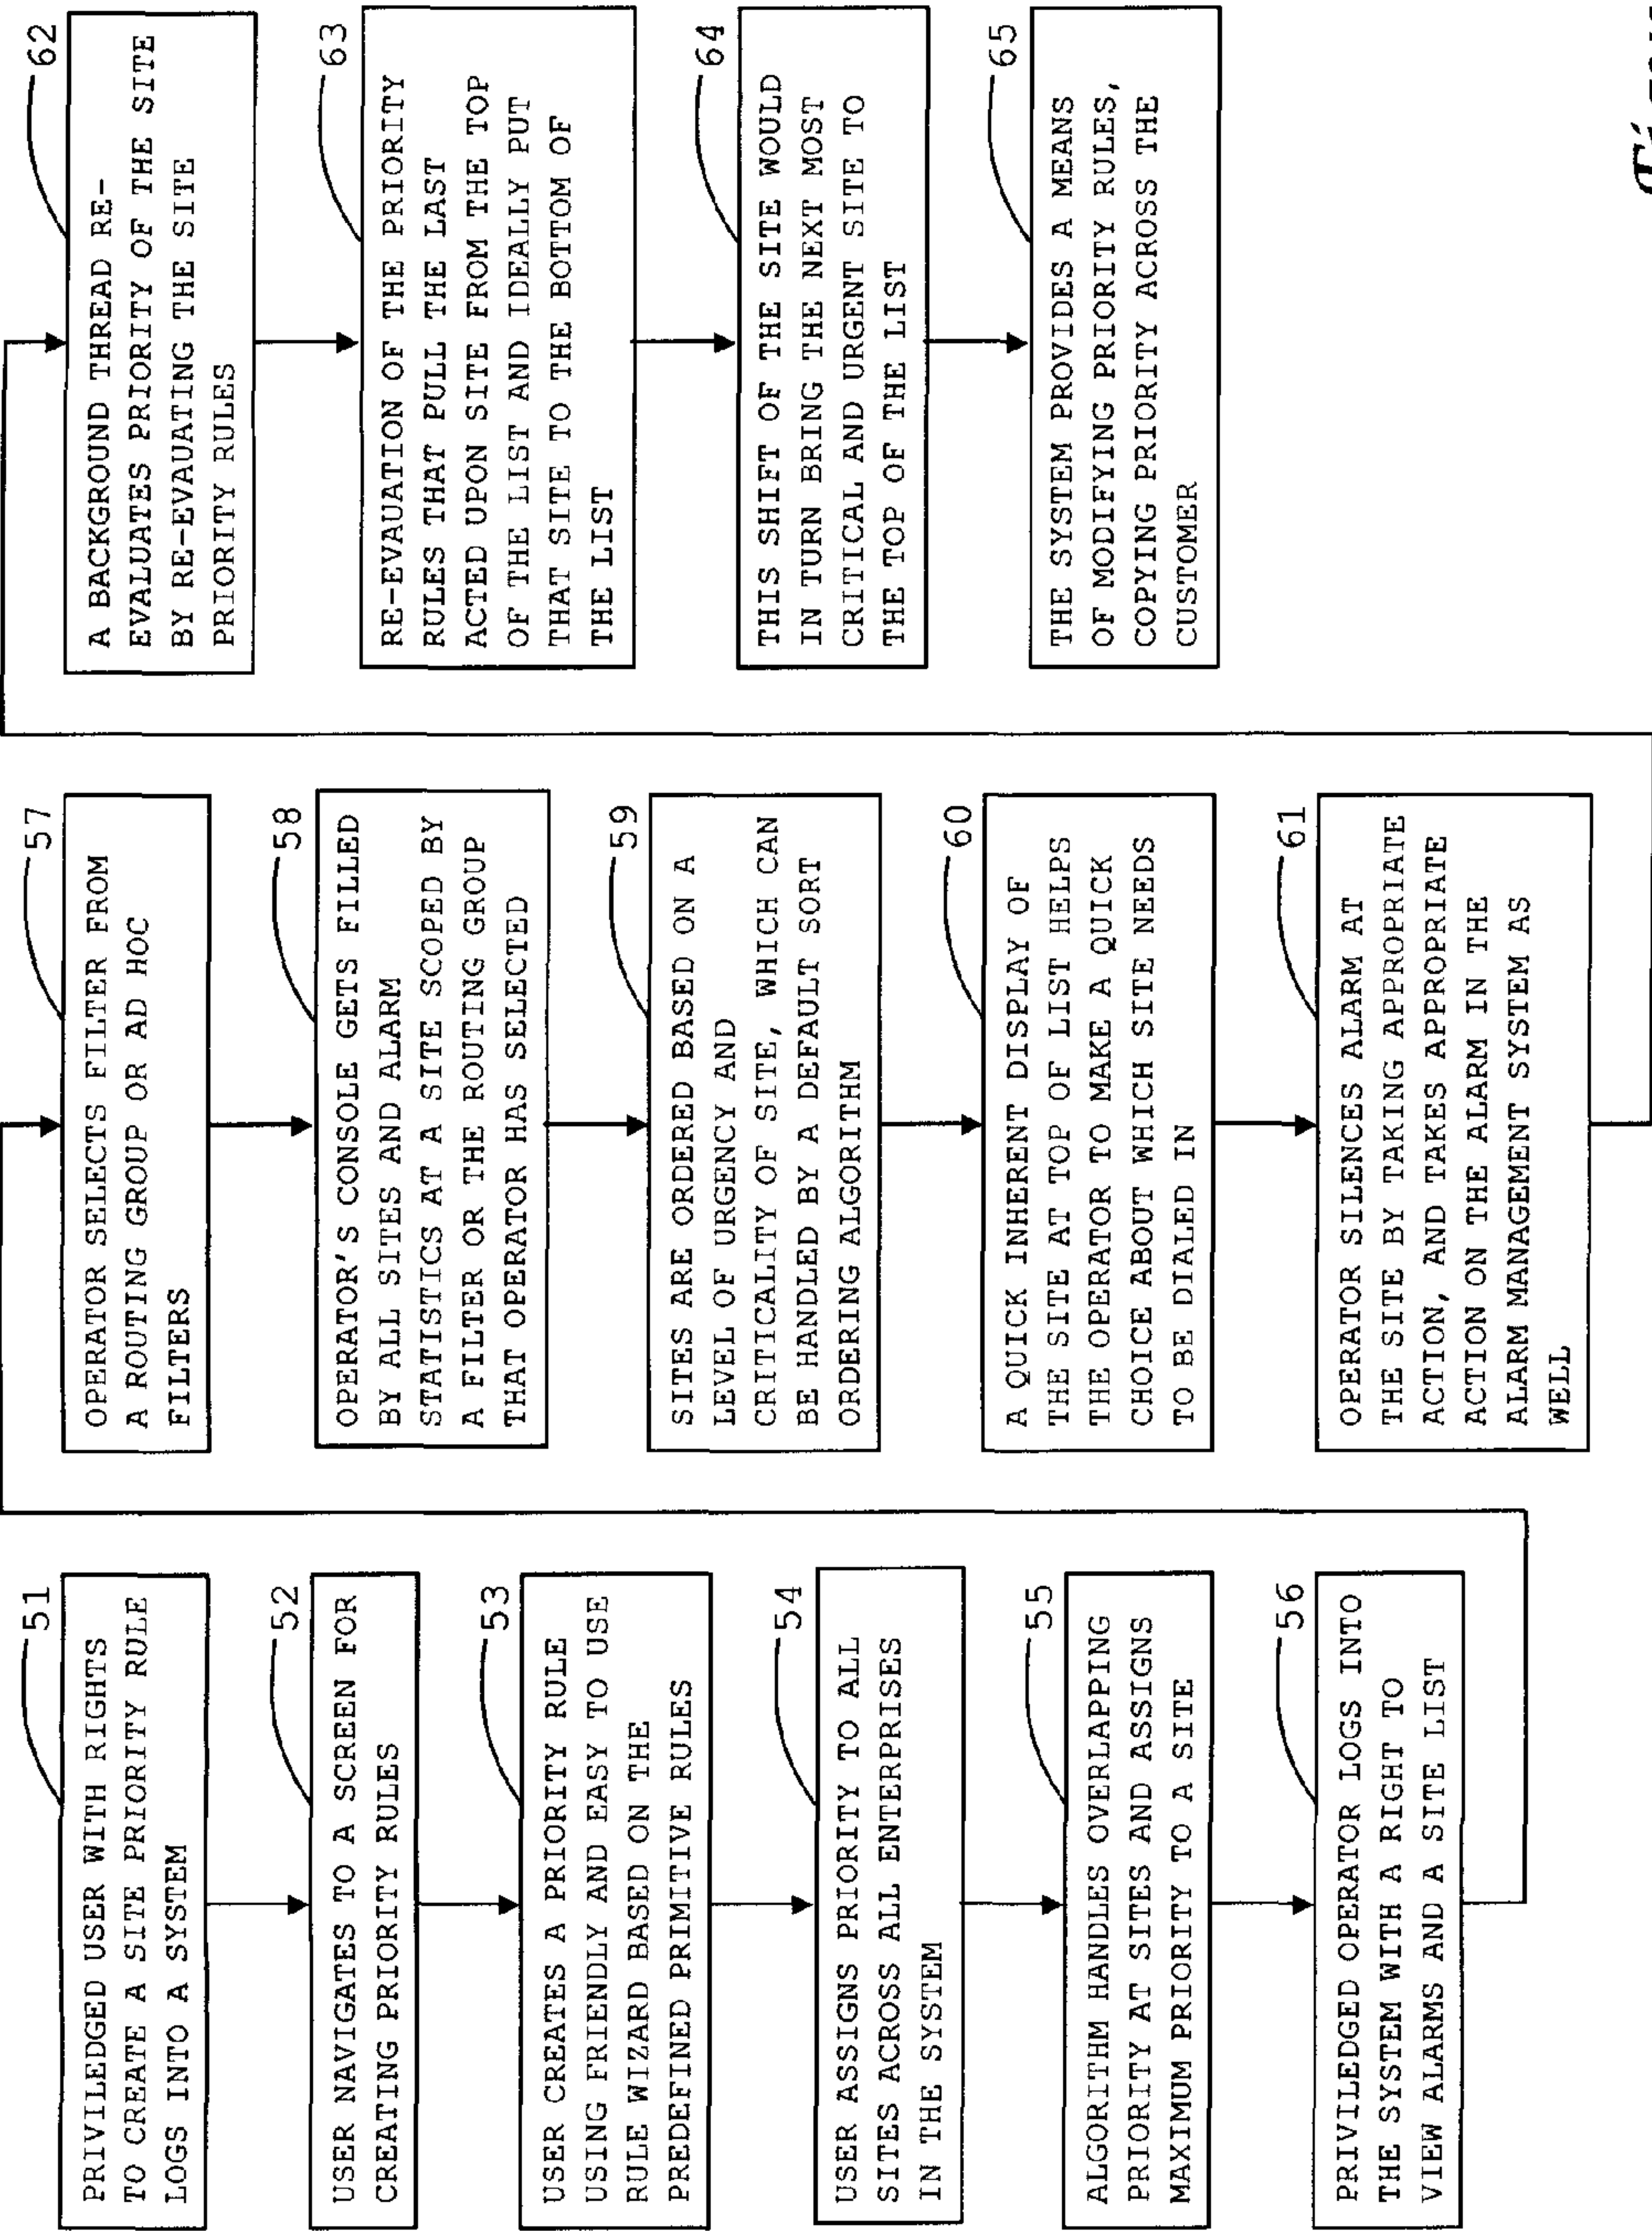 51
PRIVILEDGED USER WITH RIGHTS
TO CREATE A SITE PRIORITY RULE
LOGS INTO A SYSTEM
52
USER NAVIGATES TO A SCREEN FOR
CREATING PRIORITY RULES
53
USER CREATES A PRIORITY RULE
USING FRIENDLY AND EASY TO USE
RULE WIZARD BASED ON THE
PREDEFINED PRIMITIVE RULES
54
USER ASSIGNS PRIORITY TO ALL
SITES ACROSS ALL ENTERPRISES
IN THE SYSTEM
55
ALGORITHM HANDLES OVERLAPPING
PRIORITY AT SITES AND ASSIGNS
MAXIMUM PRIORITY TO A SITE
56
PRIVILEDGED OPERATOR LOGS INTO
THE SYSTEM WITH A RIGHT TO
VIEW ALARMS AND A SITE LIST
57
OPERATOR SELECTS FILTER FROM
A ROUTING GROUP OR AD HOC
FILTERS
58
OPERATOR'S CONSOLE GETS FILLED
BY ALL SITES AND ALARM
STATISTICS AT A SITE SCOPED BY
A FILTER OR THE ROUTING GROUP
THAT OPERATOR HAS SELECTED
59
SITES ARE ORDERED BASED ON A
LEVEL OF URGENCY AND
CRITICALITY OF SITE, WHICH CAN
BE HANDLED BY A DEFAULT SORT
ORDERING ALGORITHM
60
A QUICK INHERENT DISPLAY OF
THE SITE AT TOP OF LIST HELPS
THE OPERATOR TO MAKE A QUICK
CHOICE ABOUT WHICH SITE NEEDS
TO BE DIALED IN
61
OPERATOR SILENCES ALARM AT
THE SITE BY TAKING APPROPRIATE
ACTION, AND TAKES APPROPRIATE
ACTION ON THE ALARM IN THE
ALARM MANAGEMENT SYSTEM AS
WELL
62
A BACKGROUND THREAD RE-
EVALUATES PRIORITY OF THE SITE
BY RE-EVAUATING THE SITE
PRIORITY RULES
63
RE-EVAUATION OF THE PRIORITY
RULES THAT PULL THE LAST
ACTED UPON SITE FROM THE TOP
OF THE LIST AND IDEALLY PUT
THAT SITE TO THE BOTTOM OF
THE LIST
64
THIS SHIFT OF THE SITE WOULD
IN TURN BRING THE NEXT MOST
CRITICAL AND URGENT SITE TO
THE TOP OF THE LIST
65
THE SYSTEM PROVIDES A MEANS
OF MODIFYING PRIORITY RULES,
COPYING PRIORITY ACROSS THE
CUSTOMER